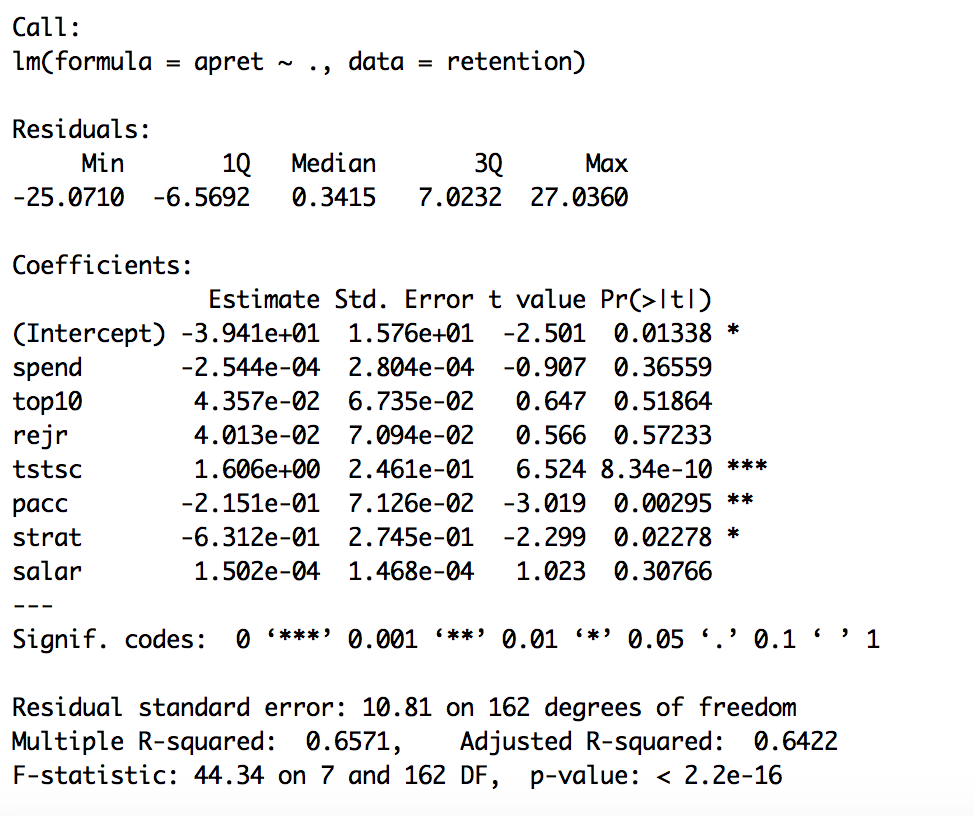 Call:
lm(formula = apret ~ ., data = retention)
Residuals:
     Min       1Q   Median       3Q      Max
-25.0710  -6.5692   0.3415   7.0232  27.0360
Coefficients:
              Estimate Std. Error t value Pr(>|t|)
(Intercept) -3.941e+01  1.576e+01  -2.501  0.01338 *
spend       -2.544e-04  2.804e-04  -0.907  0.36559
top10        4.357e-02  6.735e-02   0.647  0.51864
rejr         4.013e-02  7.094e-02   0.566  0.57233
tstsc        1.606e+00  2.461e-01   6.524 8.34e-10 ***
pacc        -2.151e-01  7.126e-02  -3.019  0.00295 **
strat       -6.312e-01  2.745e-01  -2.299  0.02278 *
salar        1.502e-04  1.468e-04   1.023  0.30766
---
Signif. codes:  0 ‘***’ 0.001 ‘**’ 0.01 ‘*’ 0.05 ‘.’ 0.1 ‘ ’ 1
Residual standard error: 10.81 on 162 degrees of freedom
Multiple R-squared:  0.6571,    Adjusted R-squared:  0.6422
F-statistic: 44.34 on 7 and 162 DF,  p-value: < 2.2e-16